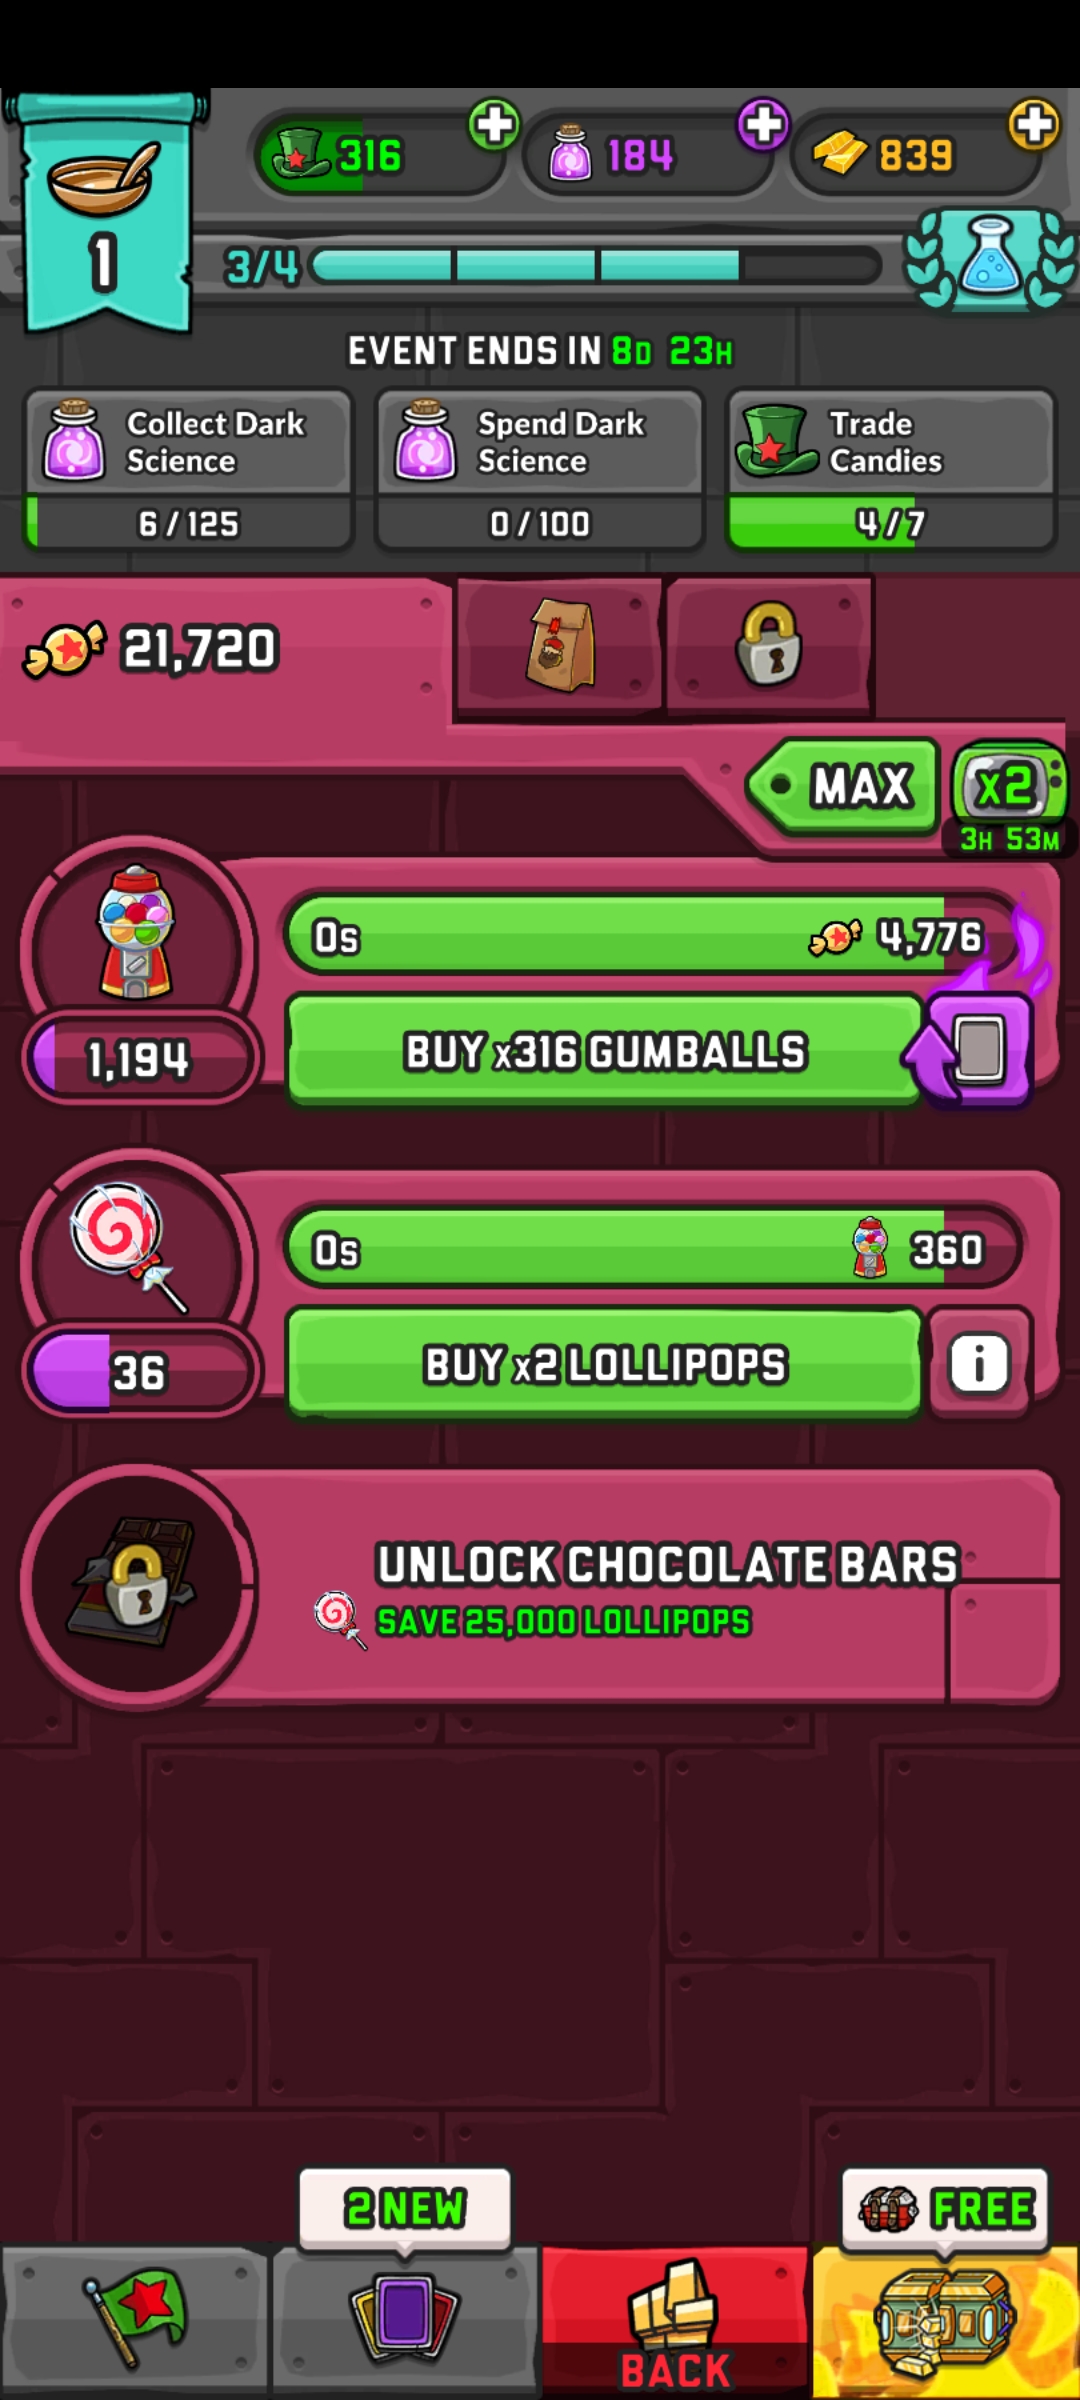 316
184
839
1
3/4
EVENT ENDS IN 8D 23H
Collect Dark
Science
6 / 125
Spend Dark
Science
0 / 100
Trade
Candies
4 / 7
21,720
MAX
x2
3H 53M
0s
4,776
BUY x316 GUMBALLS
1,194
0s
360
BUY x2 LOLLIPOPS
i
36
UNLOCK CHOCOLATE BARS
SAVE 25,000 LOLLIPOPS
2 NEW
FREE
BACK